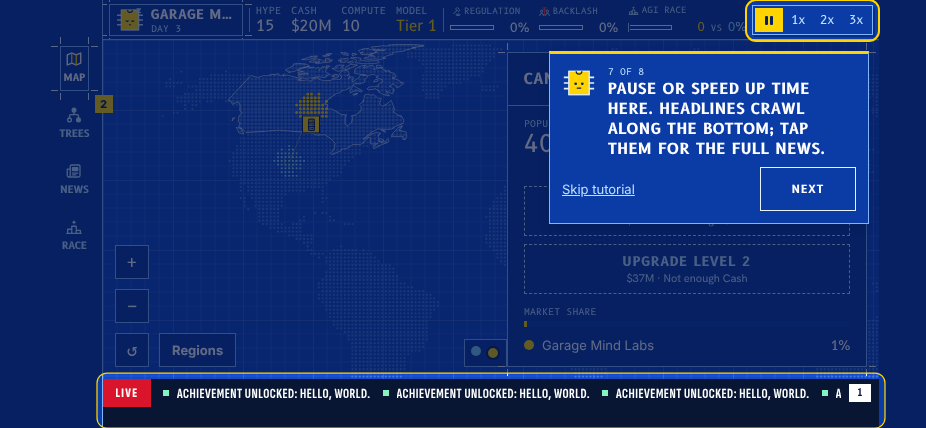 GARAGE M...
DAY 3
HYPE
15
CASH
$20M
COMPUTE
10
MODEL
Tier 1
REGULATION
0%
BACKLASH
0%
AGI RACE
0 vs 0%
1x 2x 3x
MAP
2
TREES
NEWS
RACE
7 OF 8
PAUSE OR SPEED UP TIME
HERE. HEADLINES CRAWL
ALONG THE BOTTOM; TAP
THEM FOR THE FULL NEWS.
Skip tutorial
NEXT
UPGRADE LEVEL 2
$37M · Not enough Cash
MARKET SHARE
Garage Mind Labs 1%
+
−
↺
Regions
LIVE
ACHIEVEMENT UNLOCKED: HELLO, WORLD. ACHIEVEMENT UNLOCKED: HELLO, WORLD. ACHIEVEMENT UNLOCKED: HELLO, WORLD. A
1